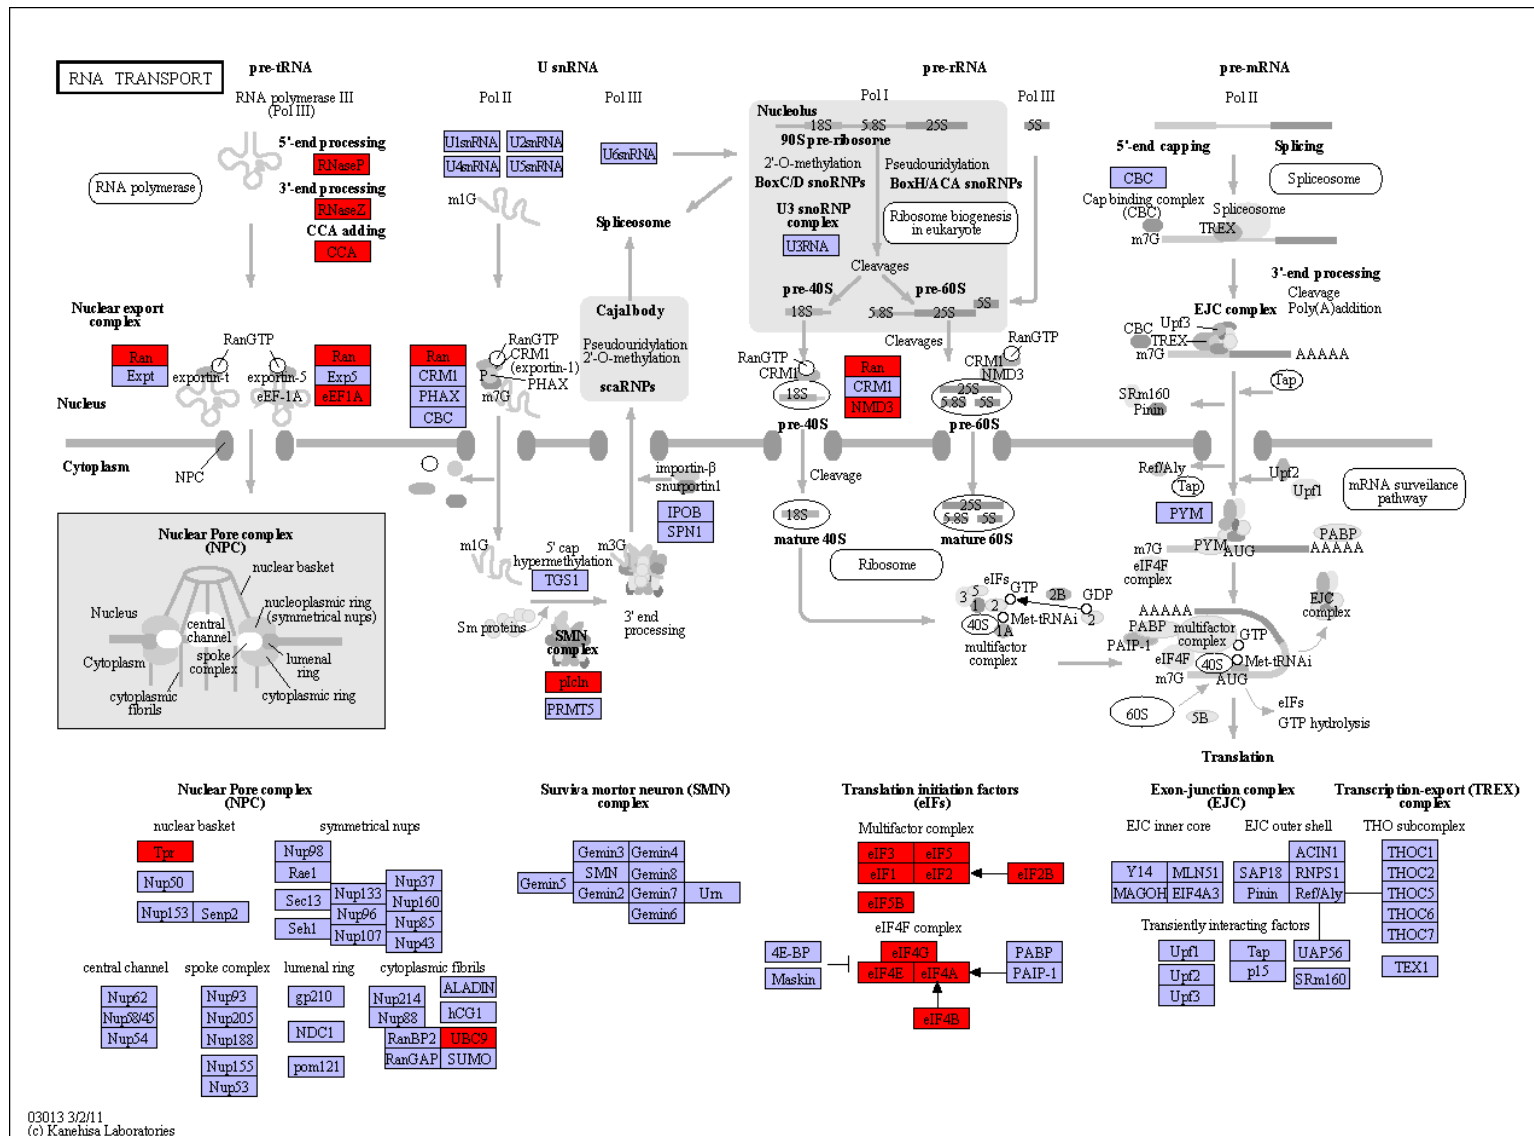 RNA TRANSPORT
pre-tRNA
RNA polymerase III
(Pol III)
5'-end processing
RNaseP
3'-end processing
RNaseZ
CCA adding
CCA
RNA polymerase
Nuclear export
complex
Ran
Expt
RanGTP
exportin-t
exportin-5
eEF-1A
Ran
Exp5
eEF1A
Nucleus
Cytoplasm
NPC
U snRNA
Pol II
Pol III
U1snRNA
U2snRNA
U4snRNA
U5snRNA
U6snRNA
m1G
Spliceosome
Cajal body
Pseudouridylation
2'-O-methylation
scaRNPs
Ran
CRM1
PHAX
CBC
RanGTP
CRM1
(exportin-1)
P
PHAX
m7G
importin-β
snurportin1
IPOB
SPN1
m1G
5' cap
hypermethylation
m3G
TGS1
Sm proteins
3' end
processing
SMN
complex
pIcln
PRMT5
pre-rRNA
Pol I
Pol III
Nucleolus
18S
5.8S
25S
5S
90S pre-ribosome
2'-O-methylation
Pseudouridylation
BoxC/D snoRNPs
BoxH/ACA snoRNPs
U3 snoRNP
complex
U3RNA
Ribosome biogenesis
in eukaryote
Cleavages
pre-40S
pre-60S
18S
5.8S
25S
5S
Cleavages
RanGTP
CRM1
18S
Ran
CRM1
NMD3
RanGTP
CRM1
NMD3
25S
5.8S
5S
pre-40S
pre-60S
Cleavage
18S
25S
5.8S
5S
mature 40S
mature 60S
Ribosome
pre-mRNA
Pol II
5'-end capping
Splicing
CBC
Spliceosome
Cap binding complex
(CBC)
Spliceosome
TREX
m7G
3'-end processing
Cleavage
Poly(A)addition
EJC complex
CBC
Upf3
TREX
m7G
AAAAA
Tap
SRm160
Pinin
Ref/Aly
Tap
Upf2
Upf1
mRNA surveilance
pathway
PYM
m7G
PYM
AUG
PABP
AAAAA
eIF4F
complex
EJC
complex
eIFs
3
5
1
2
GTP
2B
GDP
2
40S
1A
Met-tRNAi
multifactor
complex
AAAAA
PABP
PAIP-1
multifactor
complex
GTP
eIF4F
40S
Met-tRNAi
m7G
AUG
60S
5B
eIFs
GTP hydrolysis
Translation
Nuclear Pore complex
(NPC)
nuclear basket
Nucleus
nucleoplasmic ring
(symmetrical nups)
central
channel
Cytoplasm
spoke
complex
lumenal
ring
cytoplasmic ring
cytoplasmic
fibrils
Nuclear Pore complex
(NPC)
nuclear basket
symmetrical nups
Tpr
Nup50
Nup153
Senp2
Nup98
Rae1
Sec13
Seh1
Nup133
Nup96
Nup107
Nup37
Nup160
Nup85
Nup43
central channel
spoke complex
lumenal ring
cytoplasmic fibrils
Nup62
Nup58/45
Nup54
Nup93
Nup205
Nup188
Nup155
Nup53
gp210
NDC1
pom121
Nup214
Nup88
RanBP2
RanGAP
ALADIN
hCG1
UBC9
SUMO
Surviva mortor neuron (SMN)
complex
Gemin3
Gemin4
SMN
Gemin8
Gemin5
Gemin2
Gemin7
Urn
Gemin6
Translation initiation factors
(eIFs)
Multifactor complex
eIF3
eIF5
eIF1
eIF2
eIF2B
eIF5B
eIF4F complex
4E-BP
Maskin
eIF4G
eIF4E
eIF4A
PABP
PAIP-1
eIF4B
Exon-junction complex
(EJC)
EJC inner core
EJC outer shell
Y14
MLN51
MAGOH
EIF4A3
ACIN1
SAP18
RNPS1
Pinin
Ref/Aly
Transiently interacting factors
Upf1
Upf2
Upf3
Tap
p15
UAP56
SRm160
Transcription-export (TREX)
complex
THO subcomplex
THOC1
THOC2
THOC5
THOC6
THOC7
TEX1
03013 3/2/11
(c) Kanehisa Laboratories